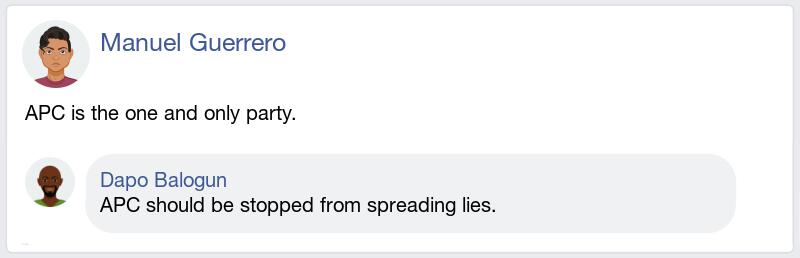 Manuel Guerrero
APC is the one and only party.
Dapo Balogun
APC should be stopped from spreading lies.